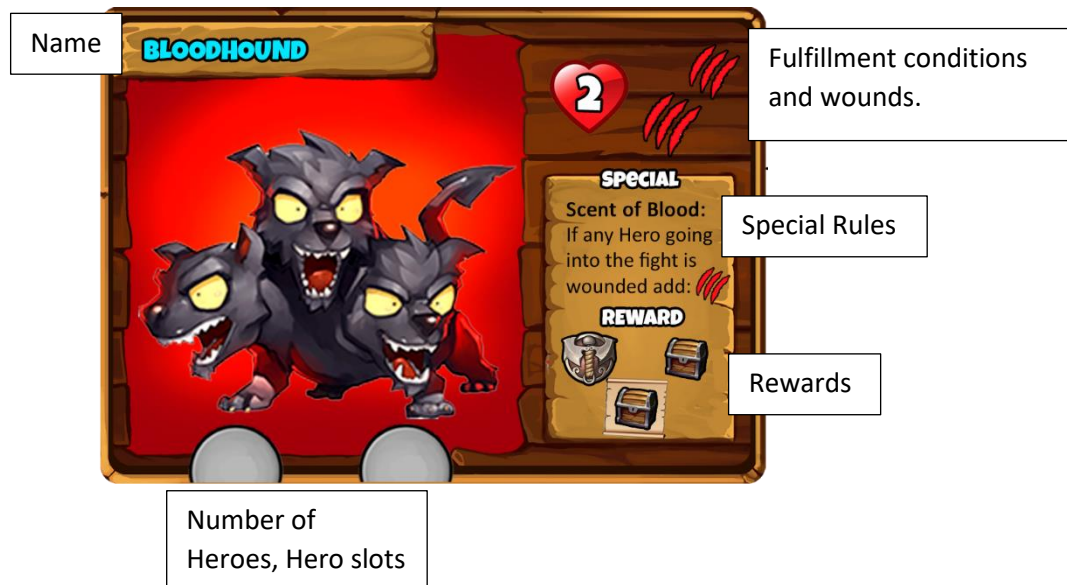 Name
BLOODHOUND
2
Fulfillment conditions
and wounds.
SPECIAL
Scent of Blood:
If any Hero going
into the fight is
wounded add:
Special Rules
REWARD
Rewards
Number of
Heroes, Hero slots